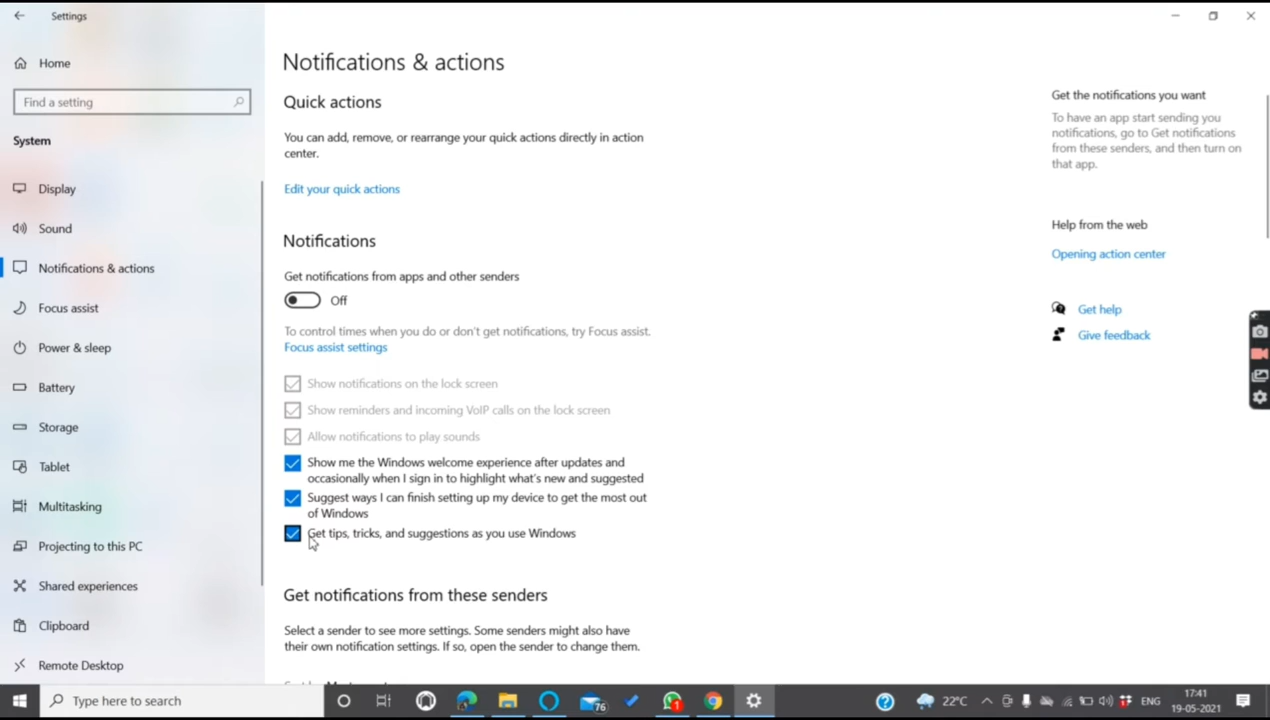 Settings
Home
Find a setting
System
Display
Sound
Notifications & actions
Focus assist
Power & sleep
Battery
Storage
Tablet
Multitasking
Projecting to this PC
Shared experiences
Clipboard
Remote Desktop
Notifications & actions
Quick actions
You can add, remove, or rearrange your quick actions directly in action
center.
Edit your quick actions
Notifications
Get notifications from apps and other senders
Off
To control times when you do or don't get notifications, try Focus assist.
Focus assist settings
Show notifications on the lock screen
Show reminders and incoming VoIP calls on the lock screen
Allow notifications to play sounds
Show me the Windows welcome experience after updates and
occasionally when I sign in to highlight what's new and suggested
Suggest ways I can finish setting up my device to get the most out
of Windows
Get tips, tricks, and suggestions as you use Windows
Get notifications from these senders
Select a sender to see more settings. Some senders might also have
their own notification settings. If so, open the sender to change them.
Get the notifications you want
To have an app start sending you
notifications, go to Get notifications
from these senders, and then turn on
that app.
Help from the web
Opening action center
Get help
Give feedback
Type here to search
76
1
22°C
ENG
17:41
19-05-2021